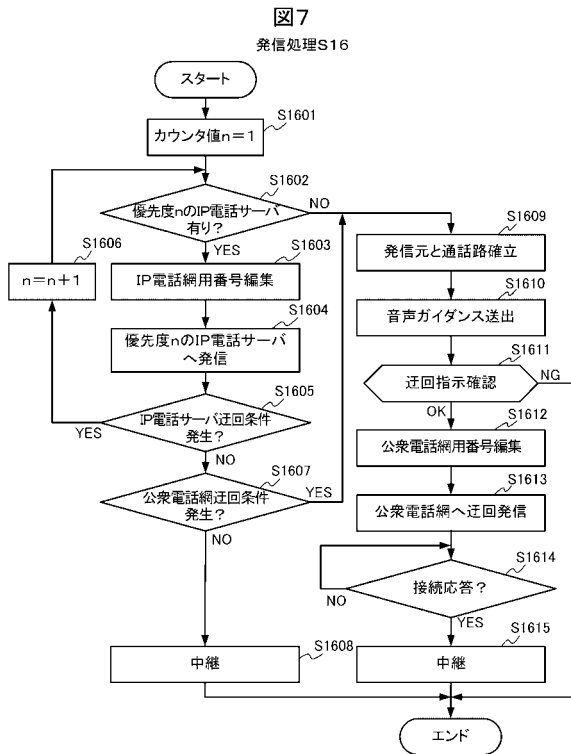 図7
発信処理S16
スタート
S1601
カウンタ値n=1
S1602
優先度nのIP電話サーバ
有り?
NO
YES
S1603
IP電話網用番号編集
S1604
優先度nのIP電話サーバ
へ発信
S1605
IP電話サーバ迂回条件
発生?
YES
NO
S1606
n=n+1
S1607
公衆電話網迂回条件
発生?
YES
NO
S1608
中継
S1609
発信元と通話路確立
S1610
音声ガイダンス送出
S1611
迂回指示確認
NG
OK
S1612
公衆電話網用番号編集
S1613
公衆電話網へ迂回発信
S1614
接続応答?
NO
YES
S1615
中継
エンド